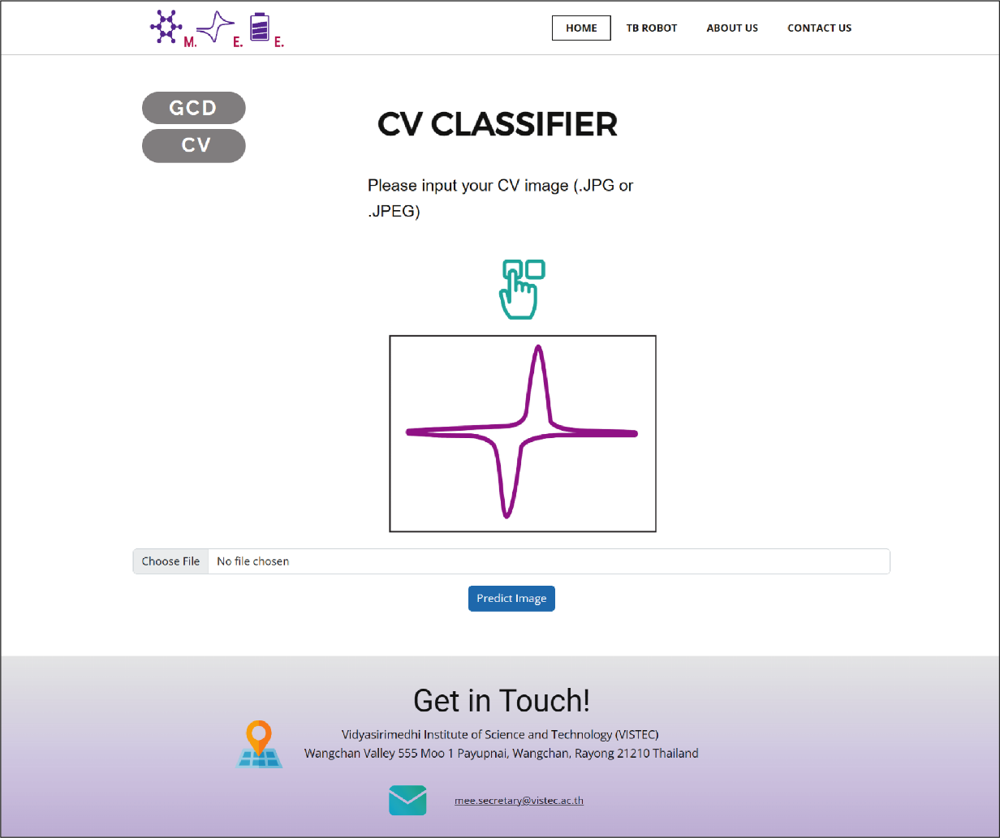 M. E. E.
HOME TB ROBOT ABOUT US CONTACT US
GCD
CV
CV CLASSIFIER
Please input your CV image (.JPG or
.JPEG)
Choose File No file chosen
Predict Image
Get in Touch!
Vidyasirimedhi Institute of Science and Technology (VISTEC)
Wangchan Valley 555 Moo 1 Payupnai, Wangchan, Rayong 21210 Thailand
mee.secretary@vistec.ac.th